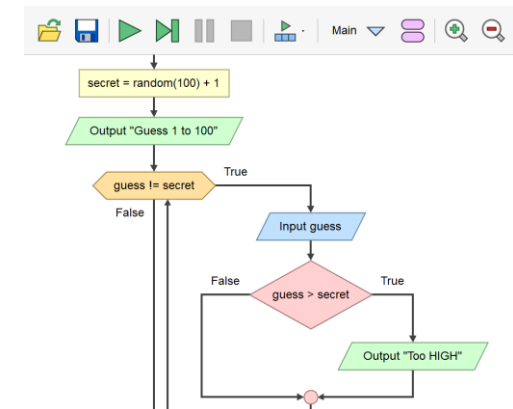 Main
secret = random(100) + 1
Output "Guess 1 to 100"
guess != secret
True
False
Input guess
guess > secret
False
True
Output "Too HIGH"